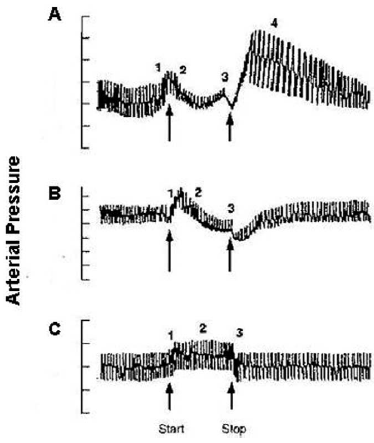 Arterial Pressure
A
1 2 3 4
B
1 2 3
C
1 2 3
Start Stop